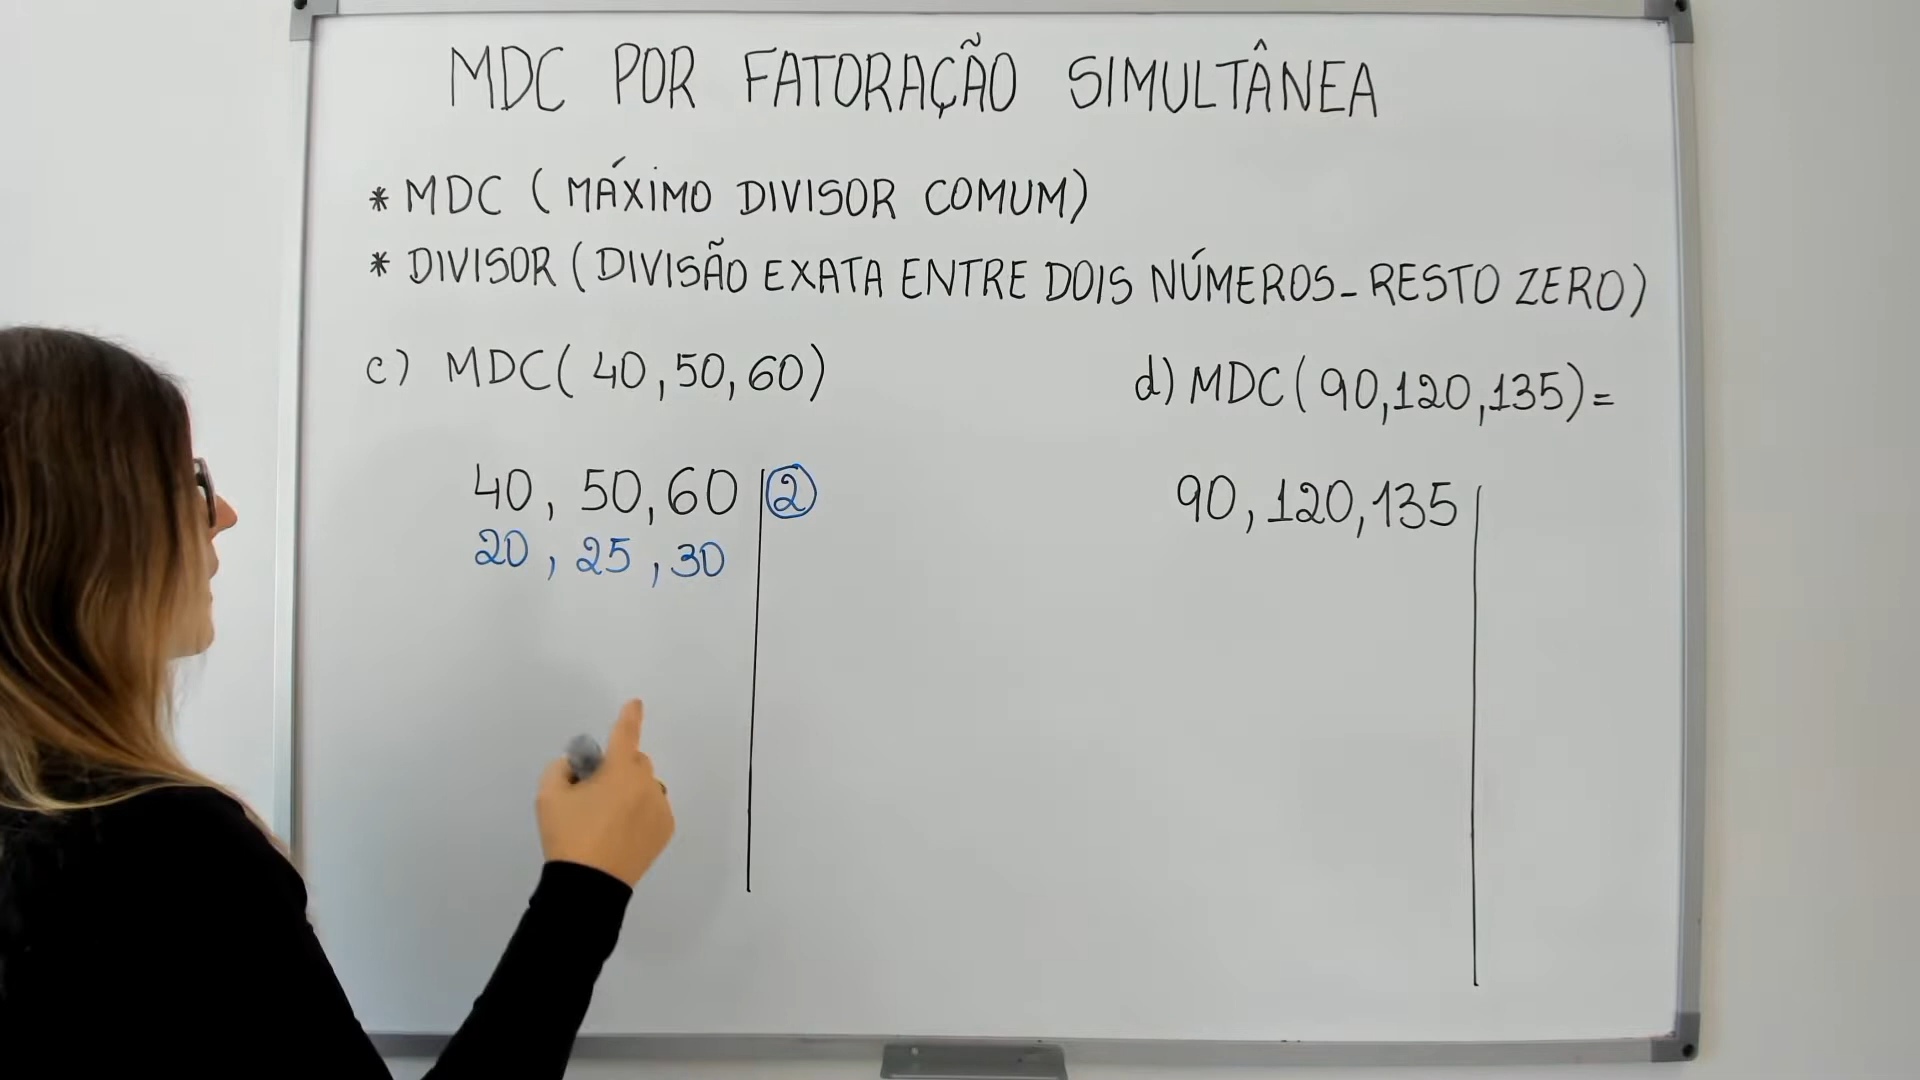 MDC POR FATORAÇÃO SIMULTÂNEA
* MDC (MÁXIMO DIVISOR COMUM)
* DIVISOR (DIVISÃO EXATA ENTRE DOIS NÚMEROS - RESTO ZERO)
c) MDC(40,50,60)
40, 50, 60 | 2
20, 25, 30
d) MDC(90,120,135)=
90, 120, 135